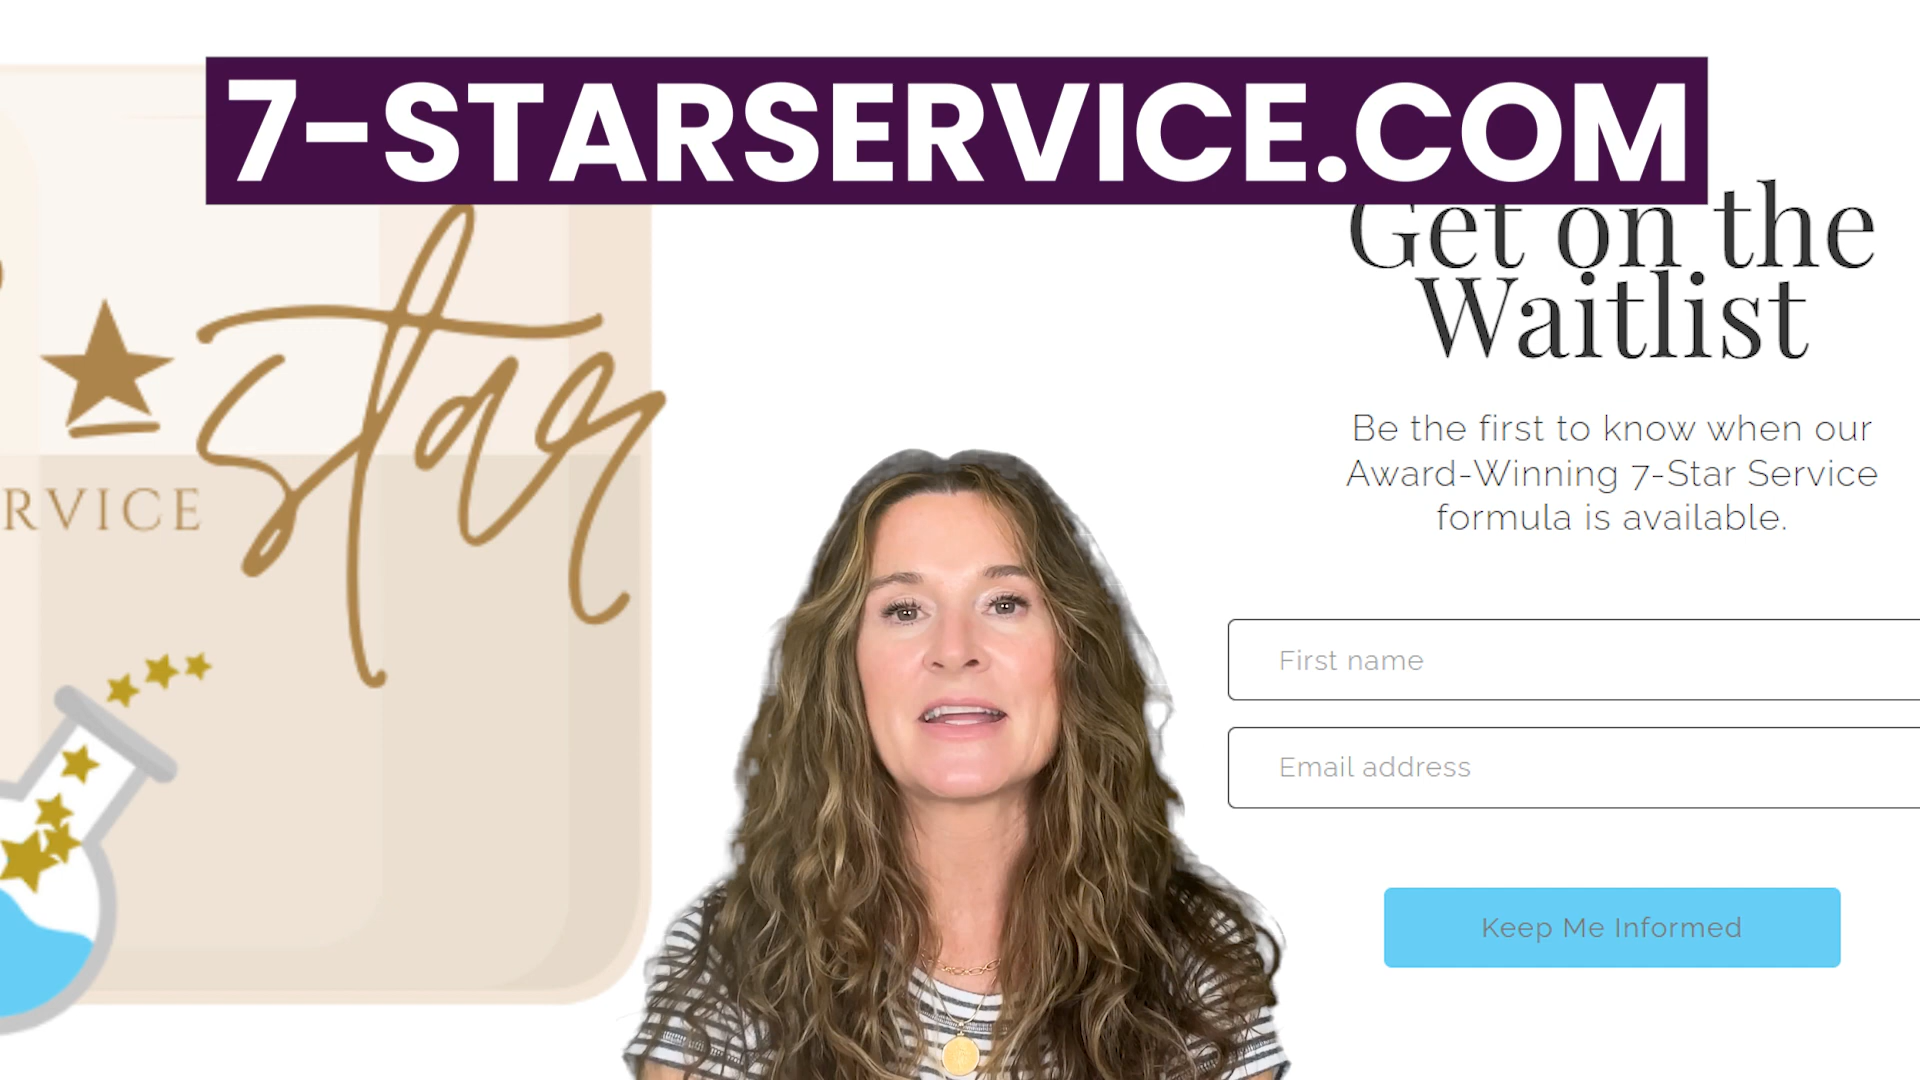 7-STARSERVICE.COM
star
RVICE
Get on the
Waitlist
Be the first to know when our
Award-Winning 7-Star Service
formula is available.
First name
Email address
Keep Me Informed